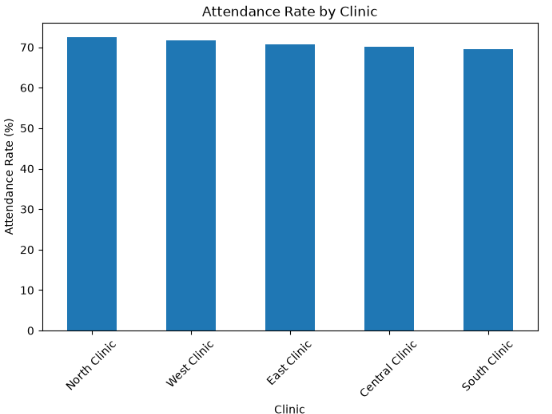 Attendance Rate by Clinic
Attendance Rate (%)
70
60
50
40
30
20
10
0
North Clinic
West Clinic
East Clinic
Central Clinic
South Clinic
Clinic